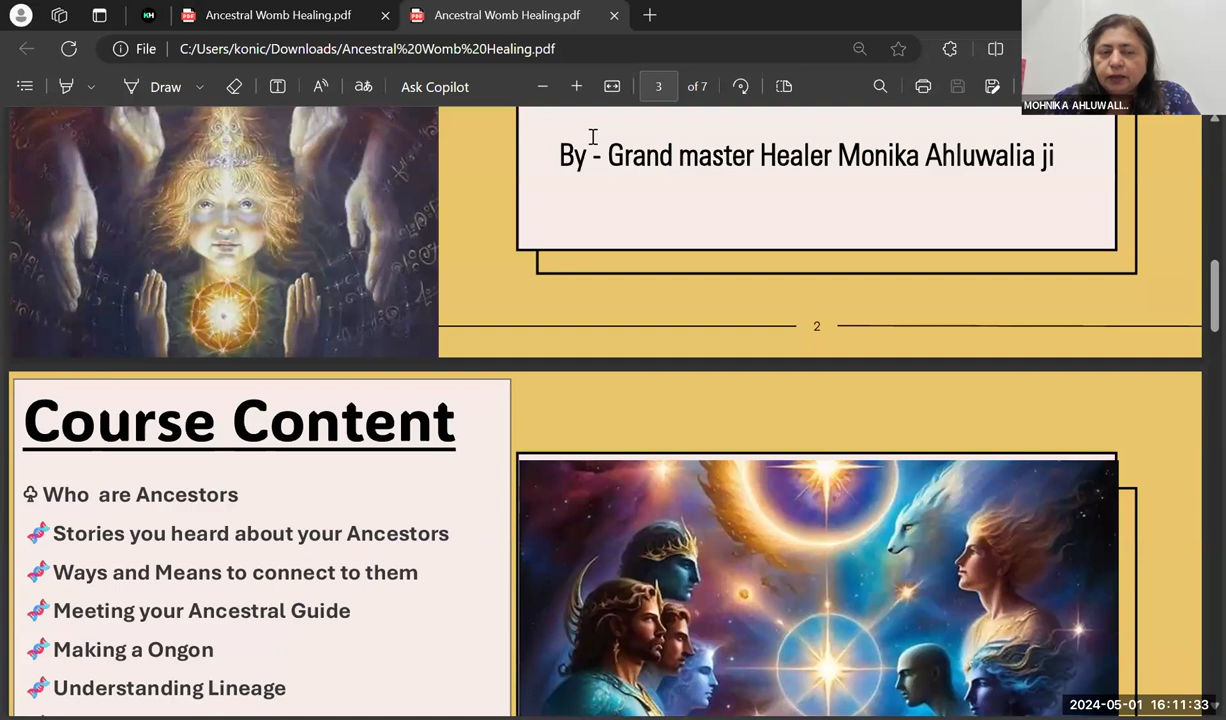 Ancestral Womb Healing.pdf
Ancestral Womb Healing.pdf
File
C:/Users/konic/Downloads/Ancestral%20Womb%20Healing.pdf
Draw
aあ
Ask Copilot
3
of 7
MOHNIKA AHLUWALI...
By - Grand master Healer Monika Ahluwalia ji
2
Course Content
Who are Ancestors
Stories you heard about your Ancestors
Ways and Means to connect to them
Meeting your Ancestral Guide
Making a Ongon
Understanding Lineage
2024-05-01 16:11:33